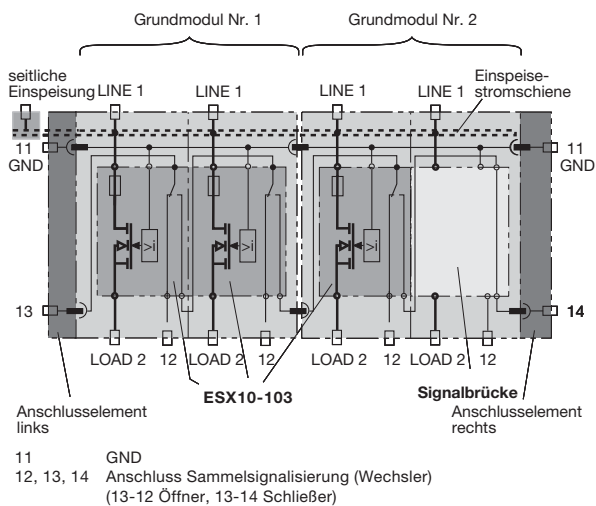 Grundmodul Nr. 1 Grundmodul Nr. 2
seitliche
Einspeisung LINE 1 LINE 1 LINE 1 LINE 1 Einspeise-
stromschiene
11 11
GND GND
>i >i >i
13 14
LOAD 2 12 LOAD 2 12 LOAD 2 12 LOAD 2 12
ESX10-103 Signalbrücke
Anschlusselement
links
Anschlusselement
rechts
11 GND
12, 13, 14 Anschluss Sammelsignalisierung (Wechsler)
(13-12 Öffner, 13-14 Schließer)